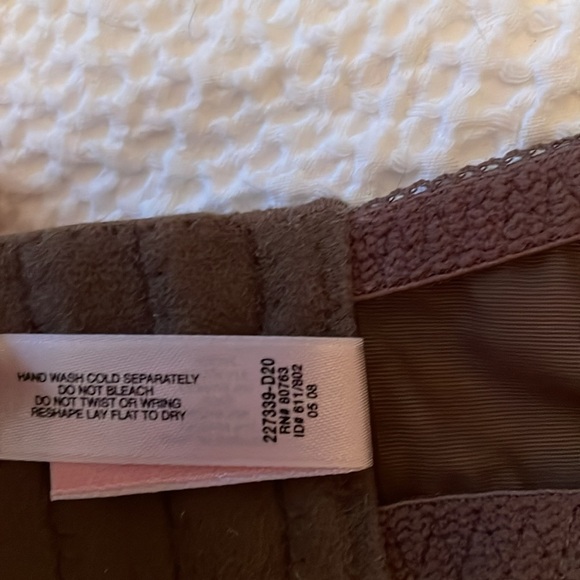 HAND WASH COLD SEPARATELY
DO NOT BLEACH
DO NOT TWIST OR WRING
RESHAPE LAY FLAT TO DRY
227339-D20
RN# 80763
ID# 611/802
05 08